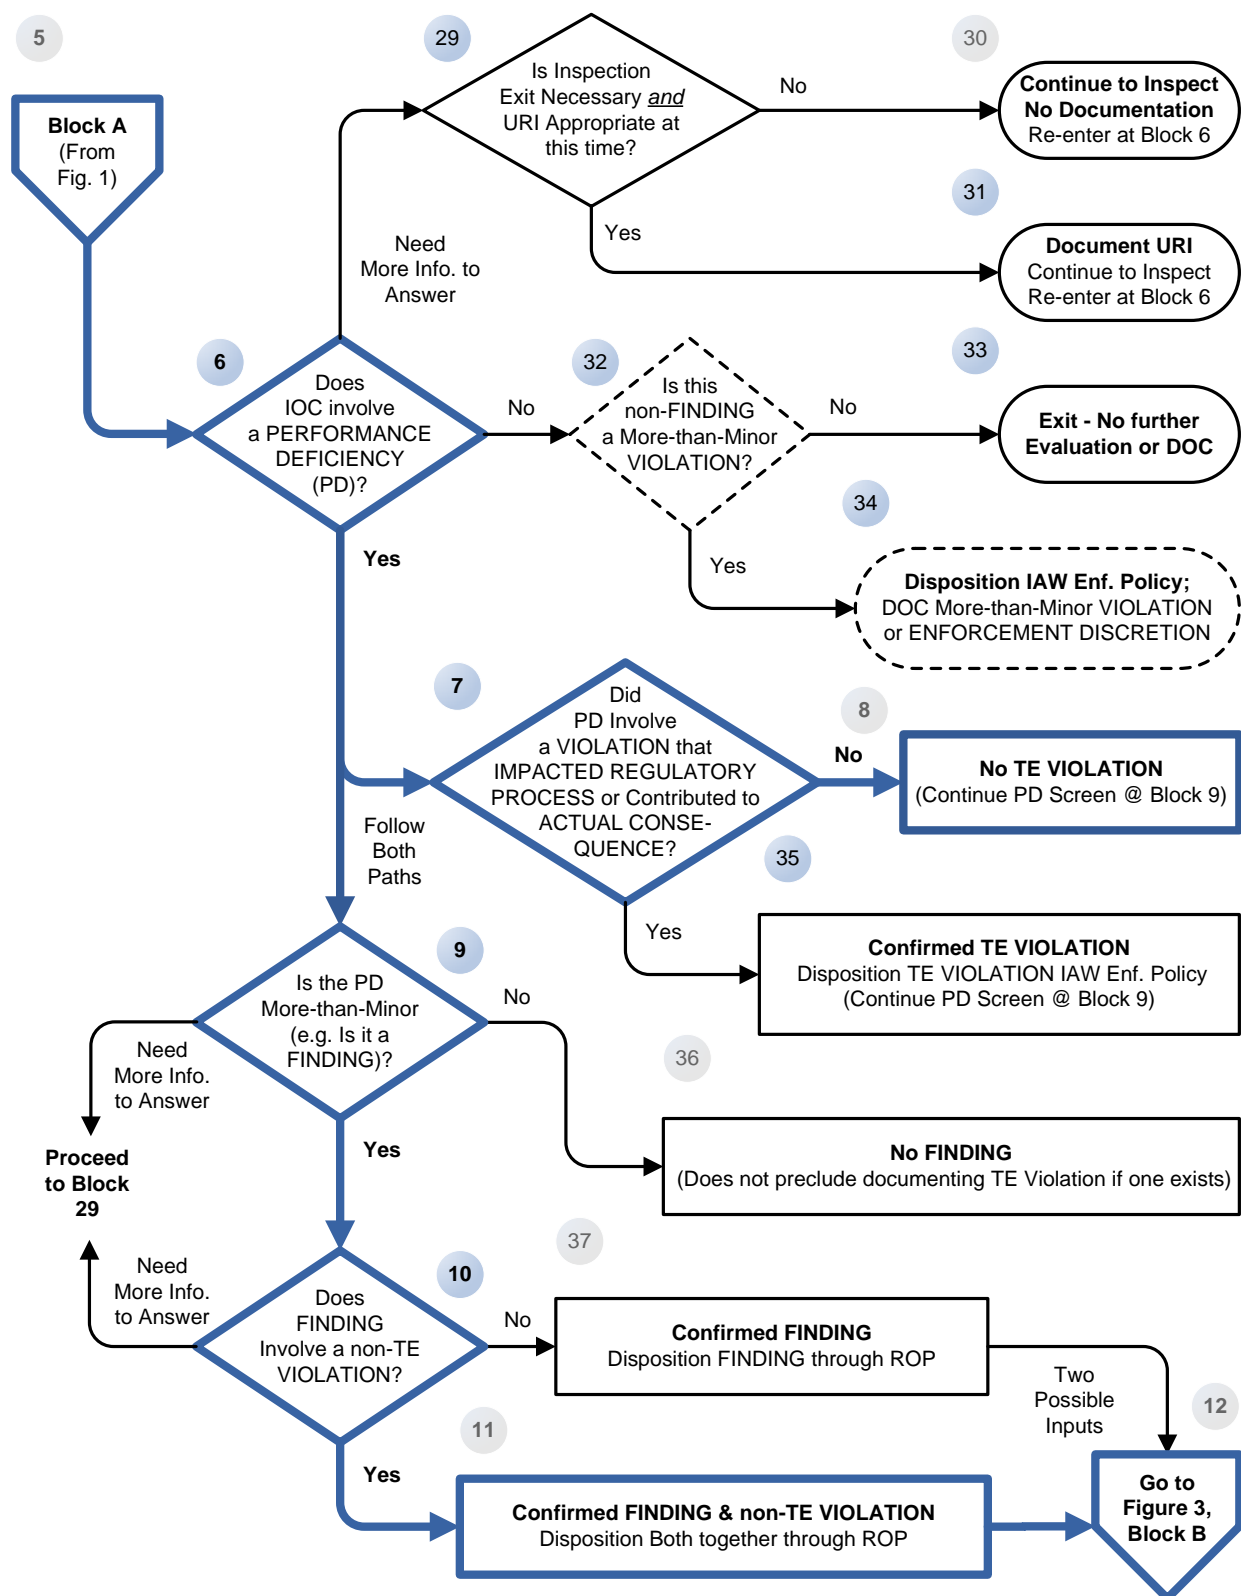 5
Block A
(From
Fig. 1)
29
Is Inspection
Exit Necessary and
URI Appropriate at
this time?
No
30
Continue to Inspect
No Documentation
Re-enter at Block 6
Yes
31
Document URI
Continue to Inspect
Re-enter at Block 6
Need
More Info. to
Answer
6
Does
IOC involve
a PERFORMANCE
DEFICIENCY
(PD)?
No
32
Is this
non-FINDING
a More-than-Minor
VIOLATION?
No
33
Exit - No further
Evaluation or DOC
34
Yes
Disposition IAW Enf. Policy;
DOC More-than-Minor VIOLATION
or ENFORCEMENT DISCRETION
Yes
7
Did
PD Involve
a VIOLATION that
IMPACTED REGULATORY
PROCESS or Contributed to
ACTUAL CONSE-
QUENCE?
8
No
No TE VIOLATION
(Continue PD Screen @ Block 9)
Follow
Both
Paths
35
Yes
Confirmed TE VIOLATION
Disposition TE VIOLATION IAW Enf. Policy
(Continue PD Screen @ Block 9)
9
Is the PD
More-than-Minor
(e.g. Is it a
FINDING)?
No
36
No FINDING
(Does not preclude documenting TE Violation if one exists)
Need
More Info.
to Answer
Proceed
to Block
29
Yes
Need
More Info.
to Answer
10
Does
FINDING
Involve a non-TE
VIOLATION?
No
37
Confirmed FINDING
Disposition FINDING through ROP
Two
Possible
Inputs
12
Go to
Figure 3,
Block B
11
Yes
Confirmed FINDING & non-TE VIOLATION
Disposition Both together through ROP